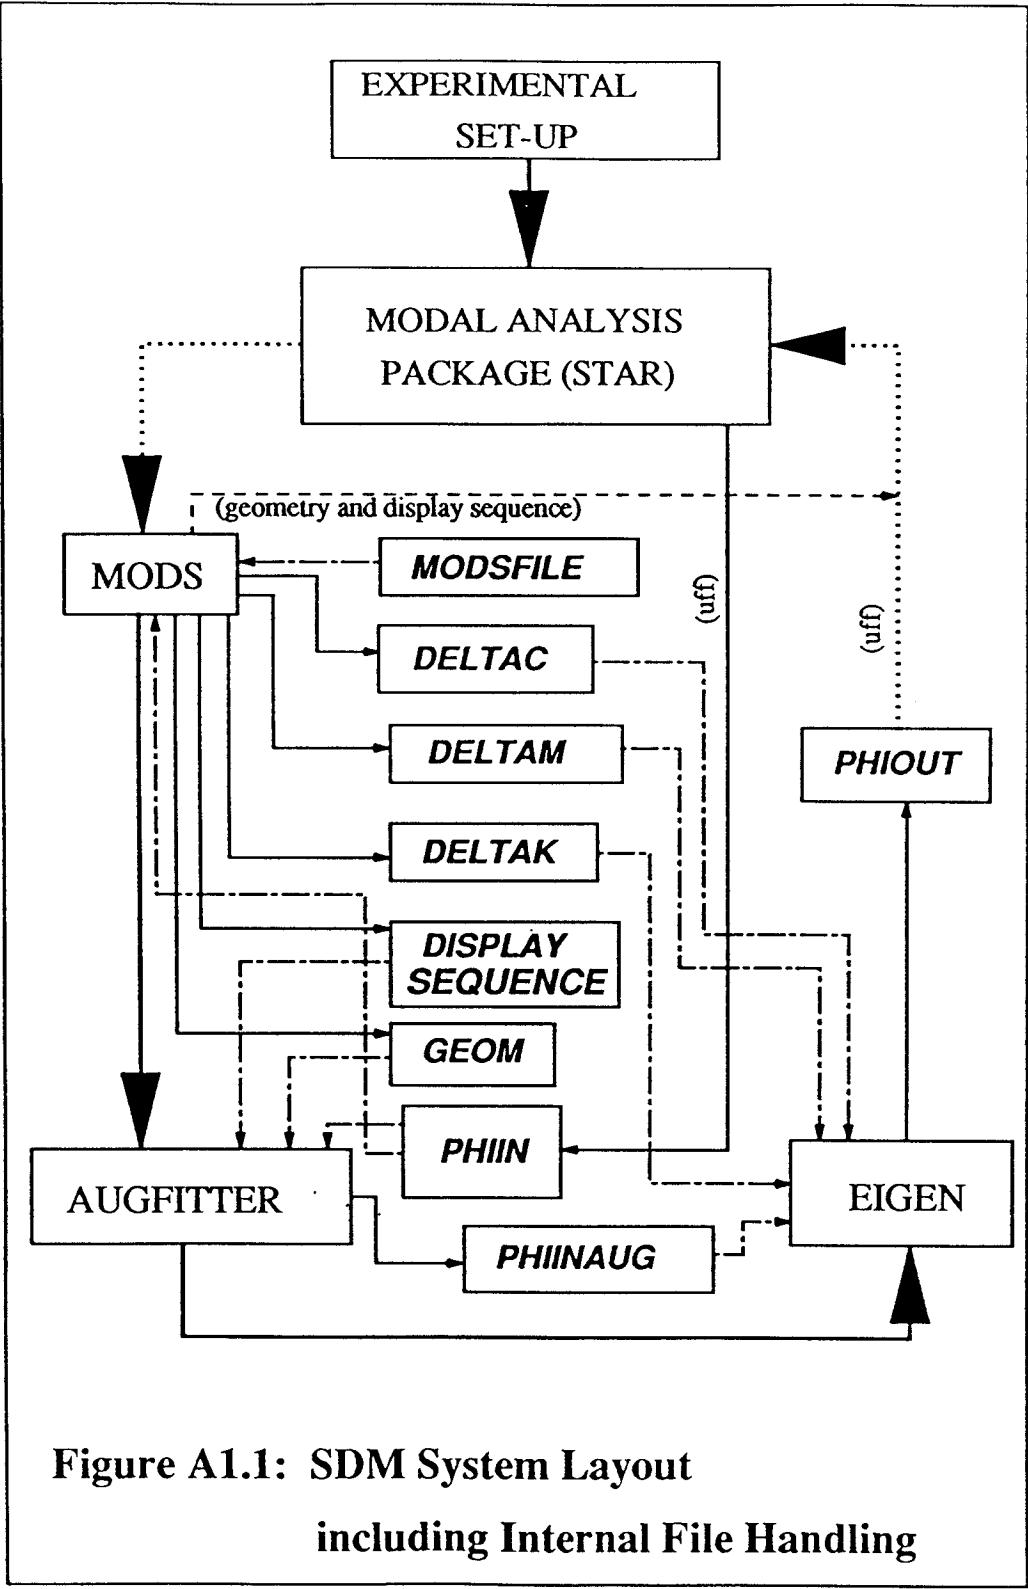 EXPERIMENTAL
SET-UP
MODAL ANALYSIS
PACKAGE (STAR)
(geometry and display sequence)
MODS
MODSFILE
(uff)
(uff)
DELTAC
DELTAM
PHIOUT
DELTAK
DISPLAY
SEQUENCE
GEOM
PHIIN
AUGFITTER
EIGEN
PHIINAUG
Figure A1.1: SDM System Layout
including Internal File Handling